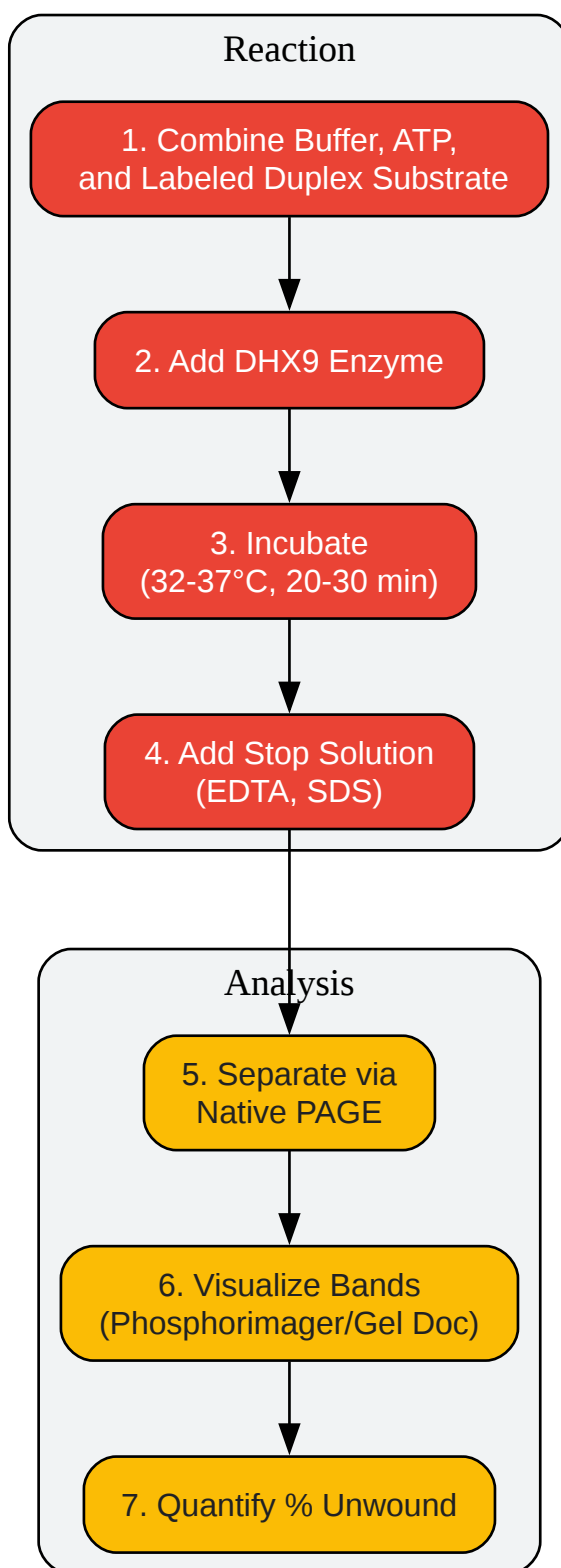 Reaction
1. Combine Buffer, ATP,
and Labeled Duplex Substrate
2. Add DHX9 Enzyme
3. Incubate
(32-37°C, 20-30 min)
4. Add Stop Solution
(EDTA, SDS)
Analysis
5. Separate via
Native PAGE
6. Visualize Bands
(Phosphorimager/Gel Doc)
7. Quantify % Unwound